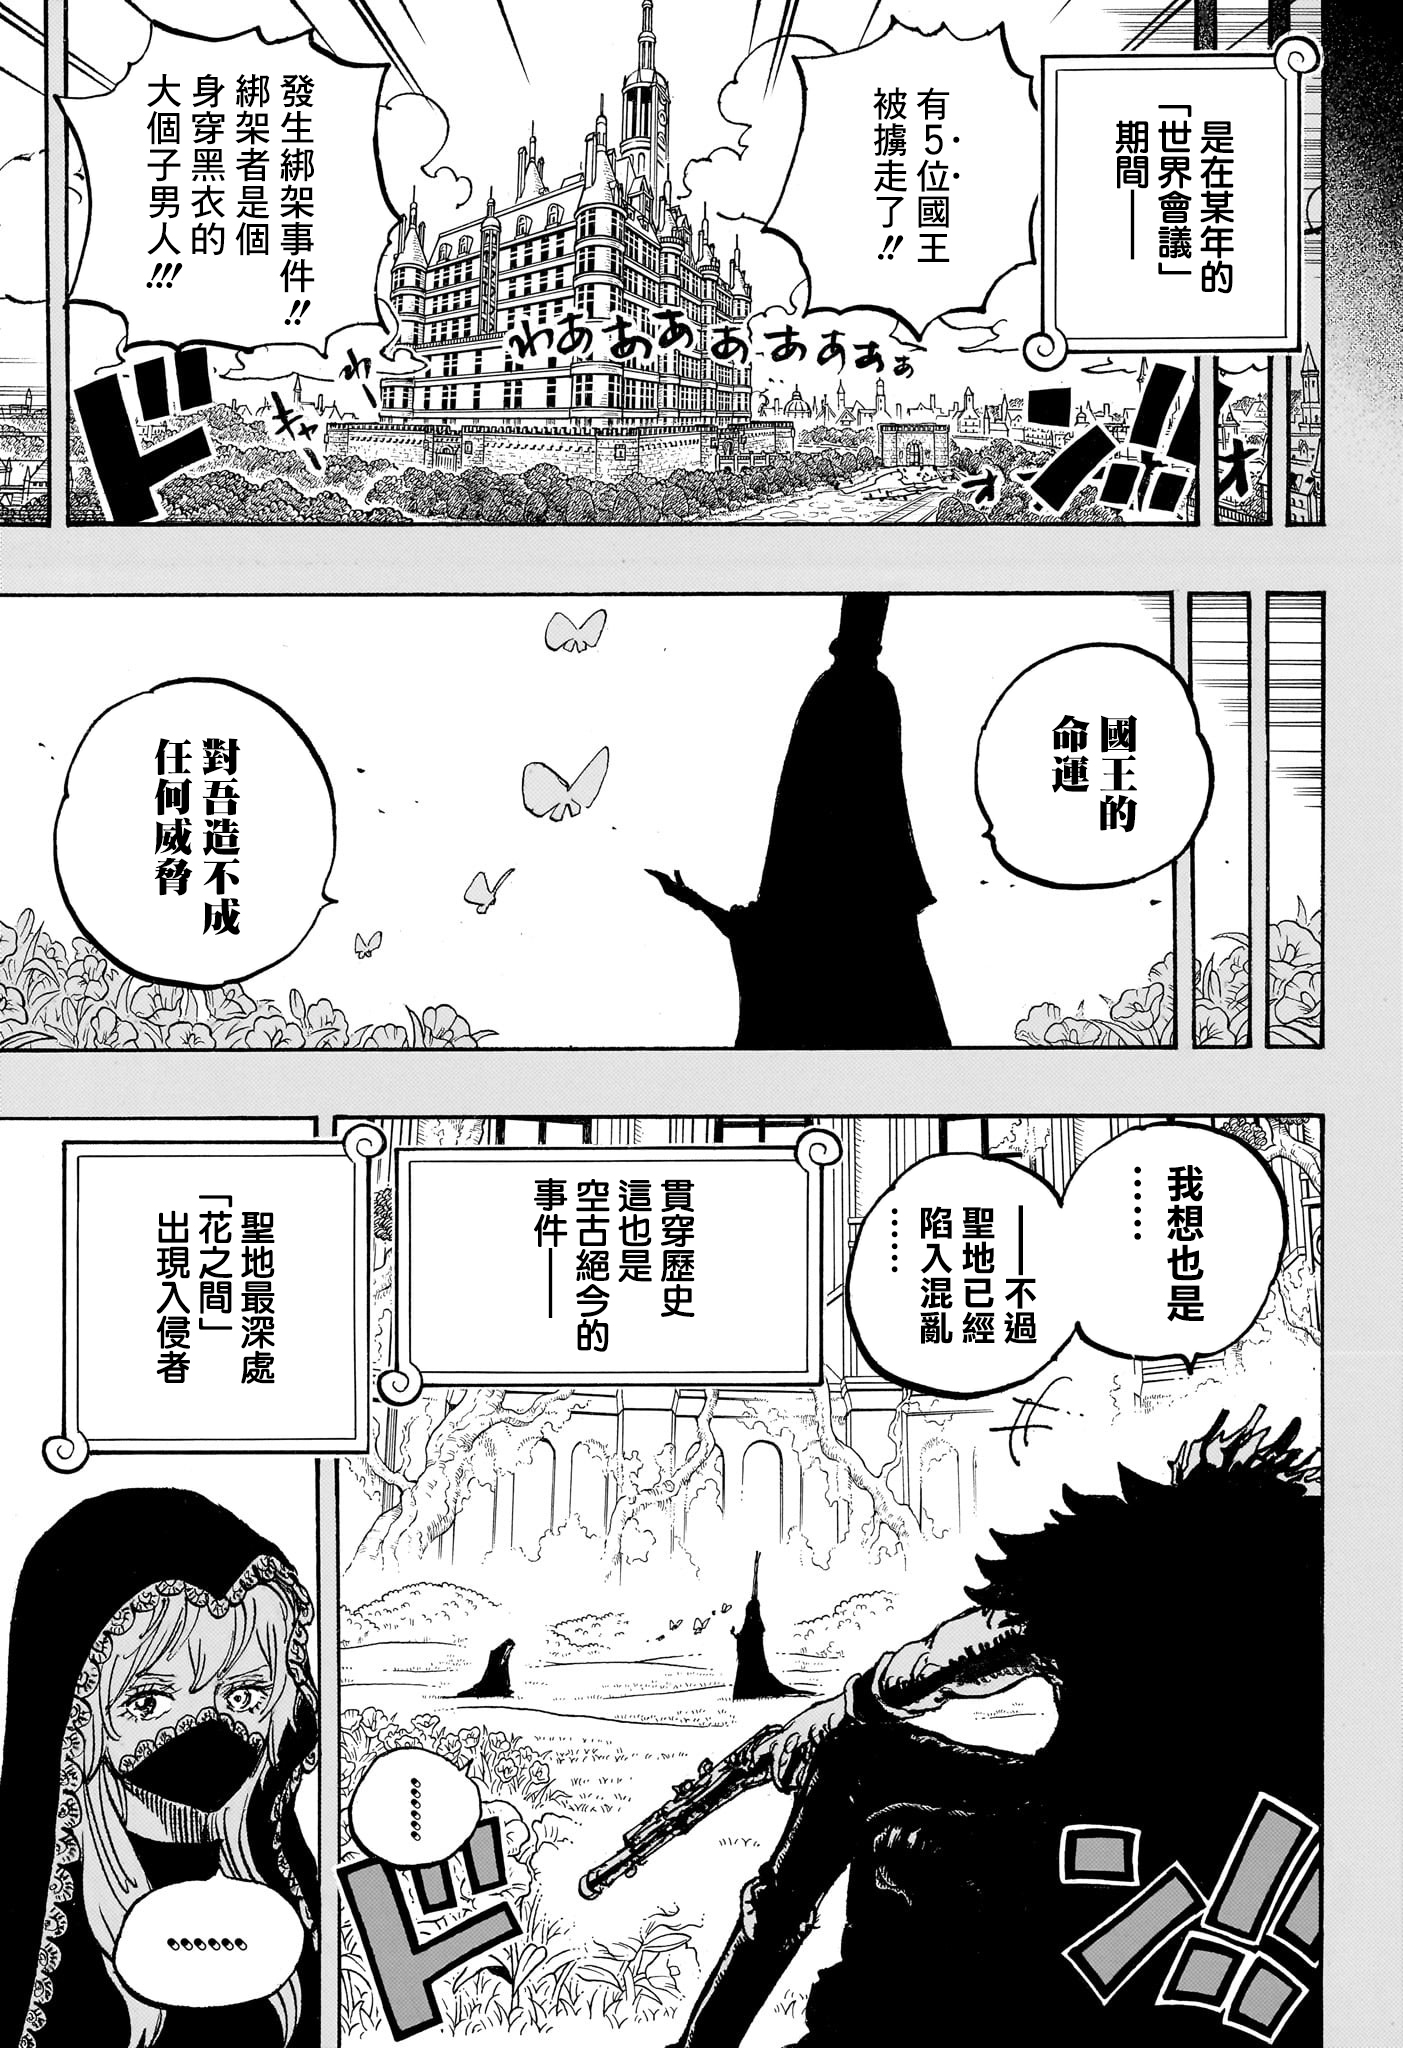 是在某年的
「世界會議」
期間——
有5位國王
被擄走了!!
發生綁架事件!!
綁架者是個
身穿黑衣的
大個子男人!!!
わあああああああぁ
わー
キャー
オオ
ドン!!
國王的
命運
對吾造不成
任何威脅
我想也是
……
——不過
聖地已經
陷入混亂
……
貫穿歷史
這也是
空古絕今的
事件——
聖地最深處
「花之間」
出現入侵者
……
……
ドン!!